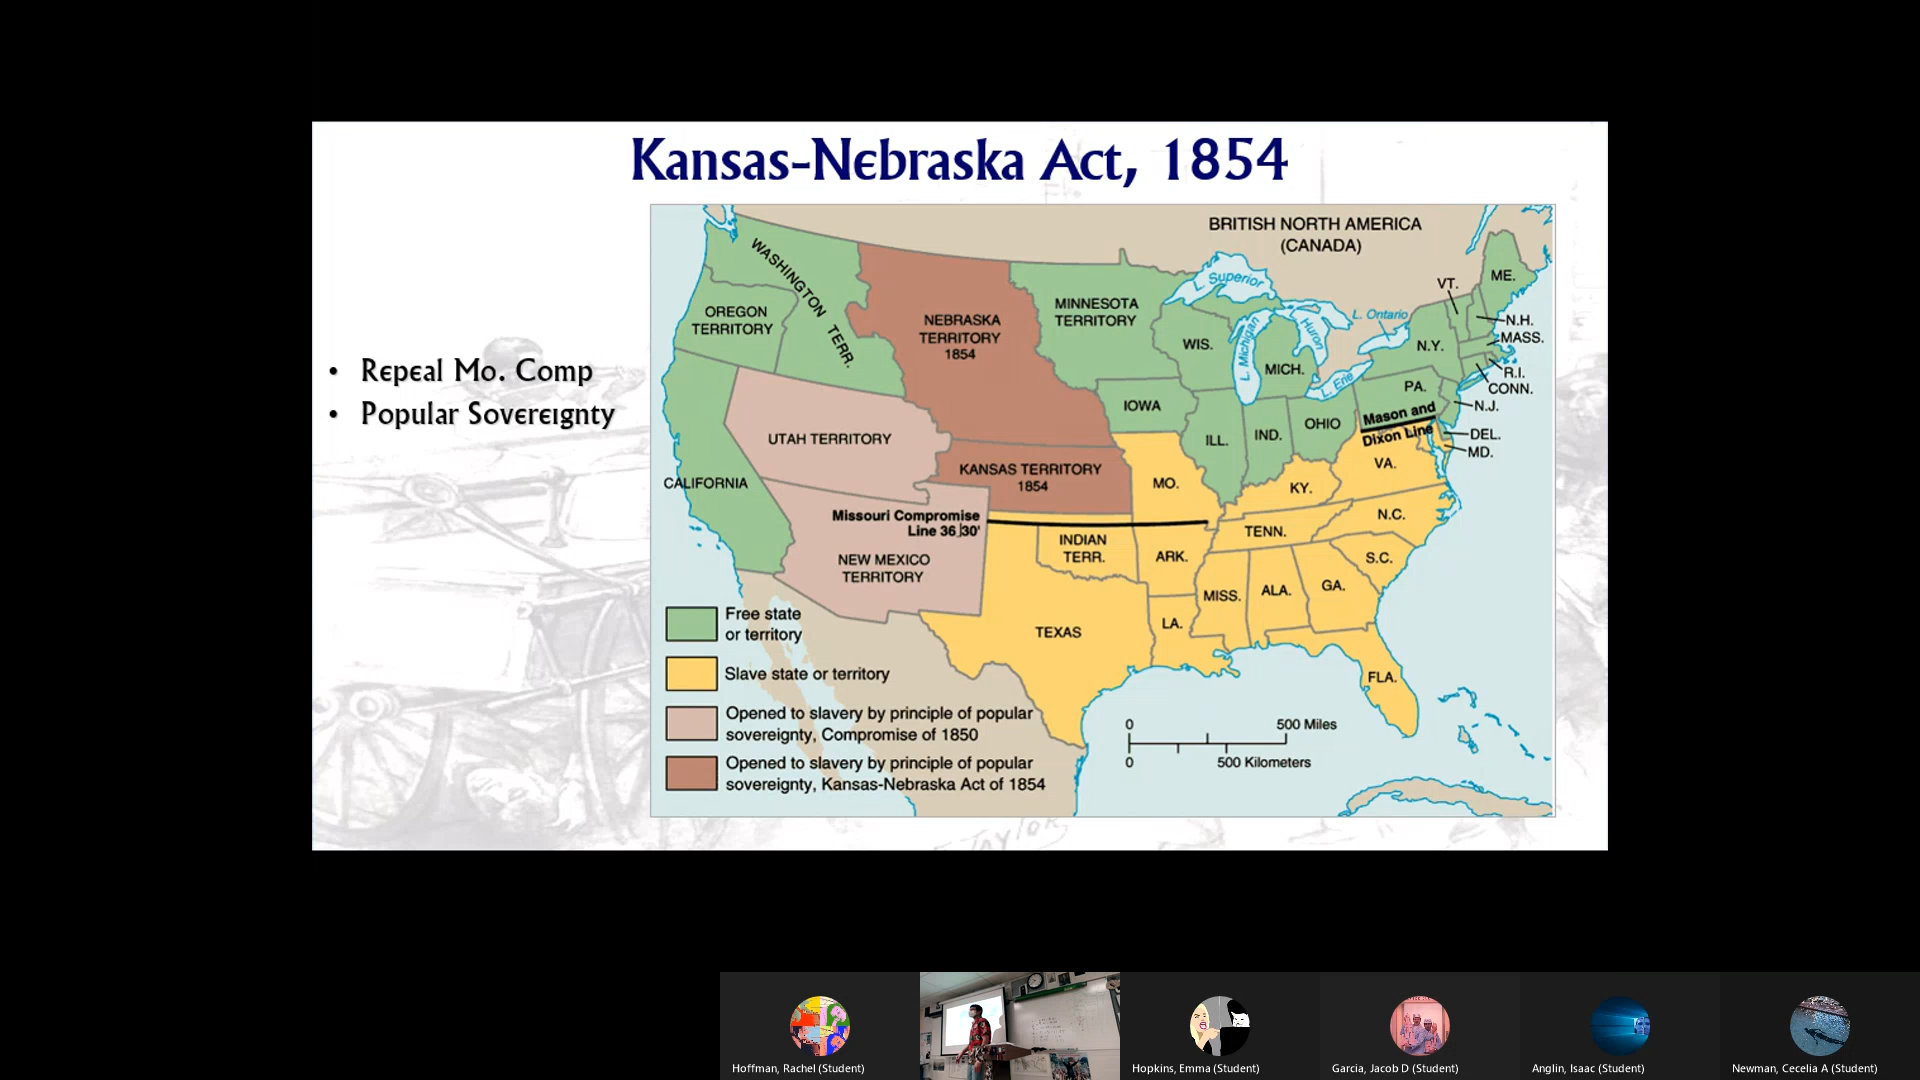 Kansas-Nebraska Act, 1854
• Repeal Mo. Comp
• Popular Sovereignty
BRITISH NORTH AMERICA
(CANADA)
WASHINGTON TERR.
OREGON
TERRITORY
NEBRASKA
TERRITORY
1854
MINNESOTA
TERRITORY
L. Superior
L. Michigan
L. Huron
L. Ontario
L. Erie
VT.
ME.
N.H.
MASS.
N.Y.
R.I.
CONN.
WIS.
MICH.
PA.
N.J.
IOWA
Mason and
Dixon Line
ILL.
IND.
OHIO
DEL.
MD.
UTAH TERRITORY
KANSAS TERRITORY
1854
MO.
KY.
VA.
CALIFORNIA
Missouri Compromise
Line 36 30'
NEW MEXICO
TERRITORY
INDIAN
TERR.
ARK.
TENN.
N.C.
S.C.
MISS.
ALA.
GA.
TEXAS
LA.
FLA.
Free state
or territory
Slave state or territory
Opened to slavery by principle of popular
sovereignty, Compromise of 1850
Opened to slavery by principle of popular
sovereignty, Kansas-Nebraska Act of 1854
0 500 Miles
0 500 Kilometers
Taylor
Hoffman, Rachel (Student)
Hopkins, Emma (Student)
Garcia, Jacob D (Student)
Anglin, Isaac (Student)
Newman, Cecelia A (Student)